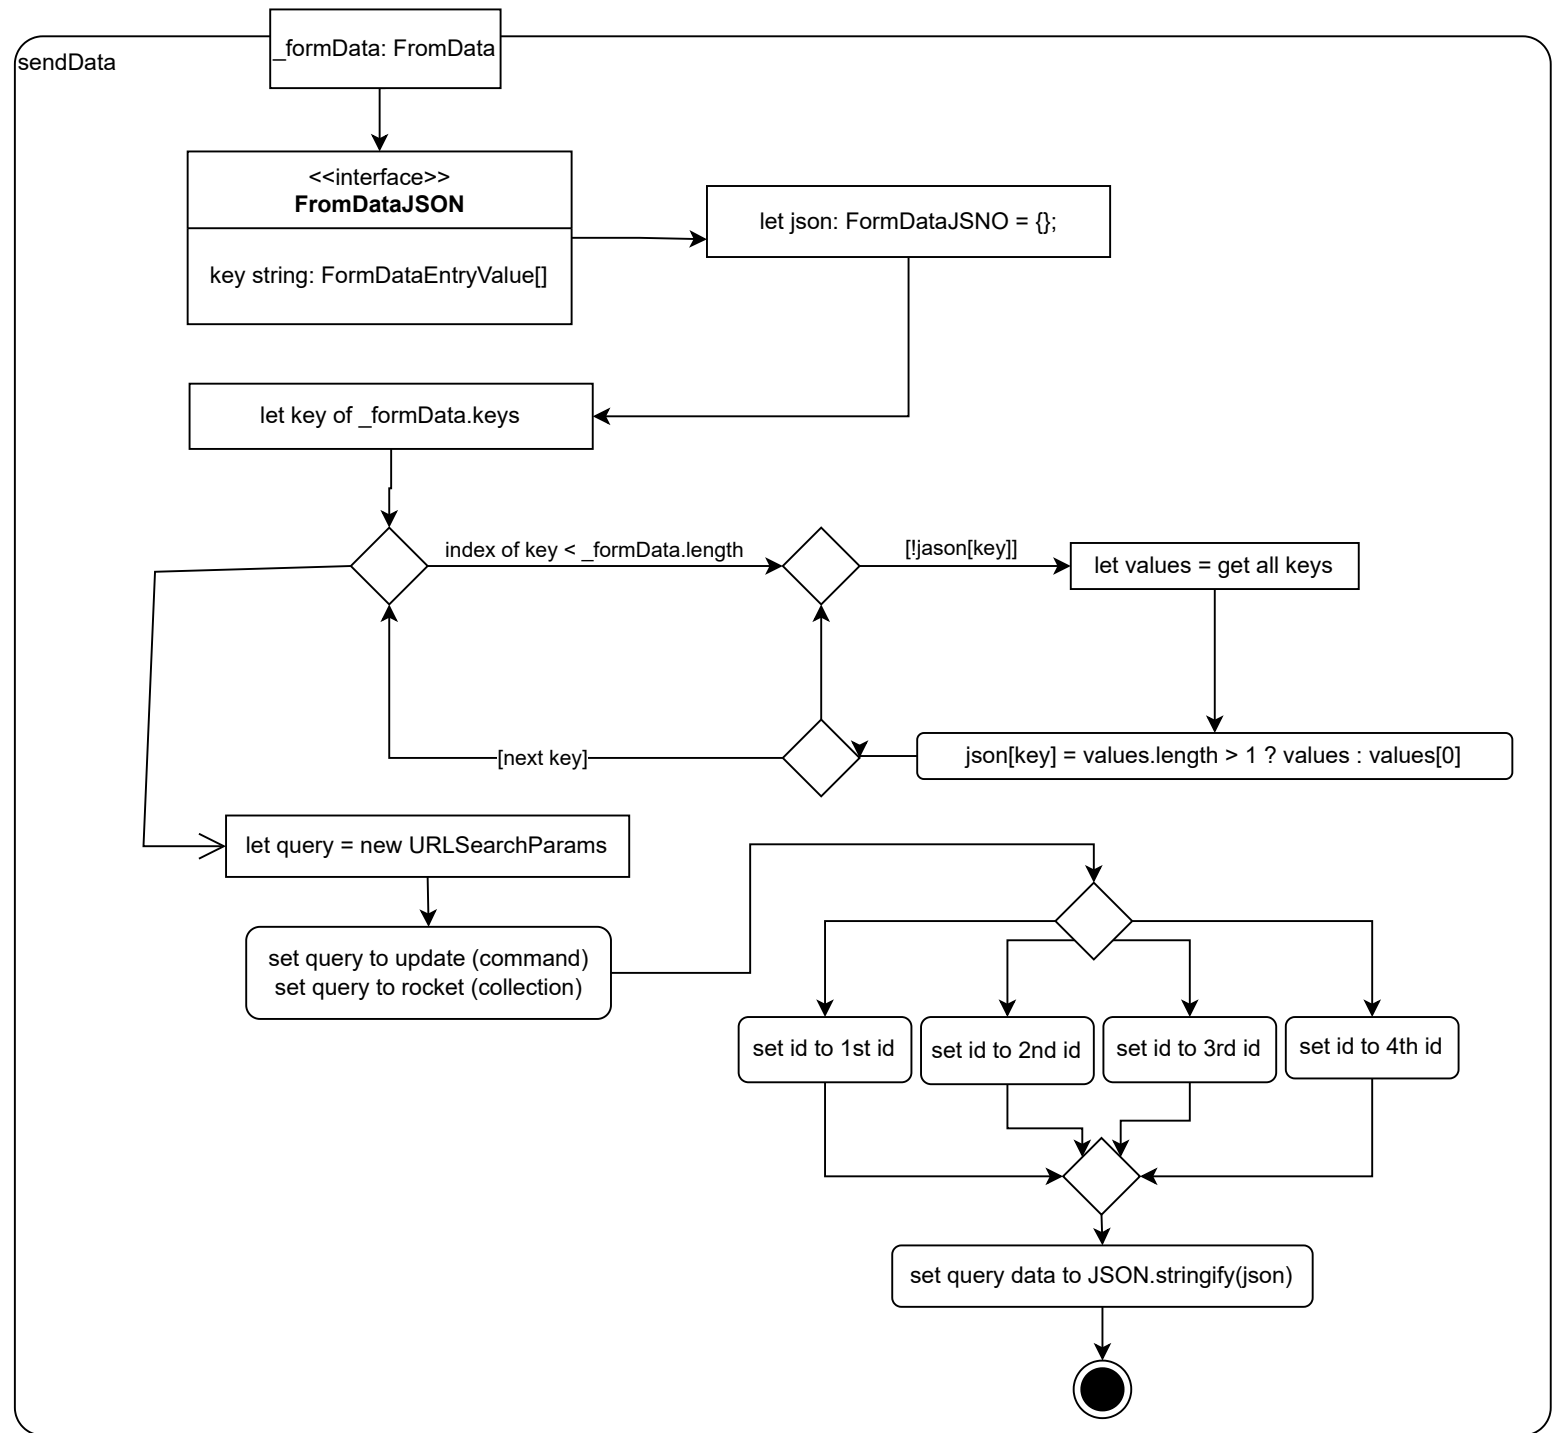 _formData: FromData
sendData
<<interface>>
FromDataJSON
key string: FormDataEntryValue[]
let json: FormDataJSNO = {};
let key of _formData.keys
index of key < _formData.length
[!jason[key]]
let values = get all keys
[next key]
json[key] = values.length > 1 ? values : values[0]
let query = new URLSearchParams
set query to update (command)
set query to rocket (collection)
set id to 1st id
set id to 2nd id
set id to 3rd id
set id to 4th id
set query data to JSON.stringify(json)